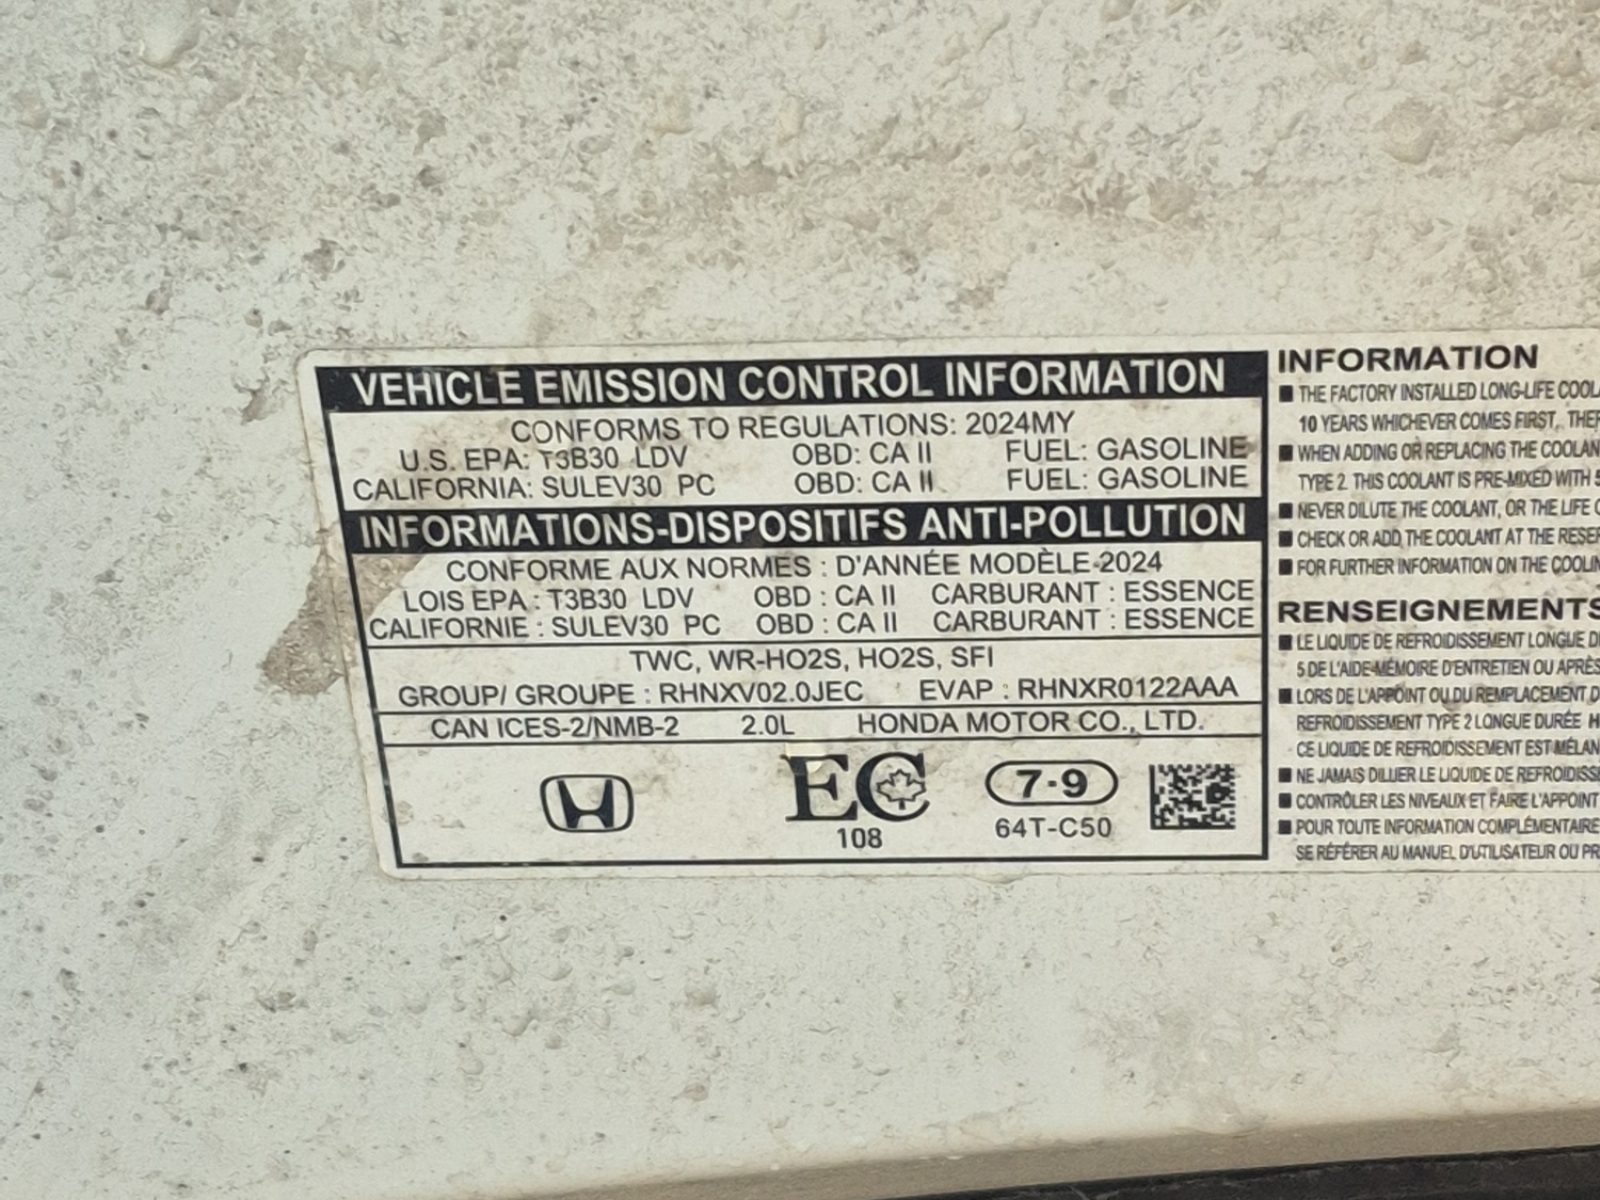 VEHICLE EMISSION CONTROL INFORMATION
CONFORMS TO REGULATIONS: 2024MY
U.S. EPA: T3B30 LDV OBD: CA II FUEL: GASOLINE
CALIFORNIA: SULEV30 PC OBD: CA II FUEL: GASOLINE
INFORMATIONS-DISPOSITIFS ANTI-POLLUTION
CONFORME AUX NORMES : D'ANNÉE MODÈLE 2024
LOIS EPA : T3B30 LDV OBD : CA II CARBURANT : ESSENCE
CALIFORNIE : SULEV30 PC OBD : CA II CARBURANT : ESSENCE
TWC, WR-HO2S, HO2S, SFI
GROUP/ GROUPE : RHNXV02.0JEC EVAP : RHNXR0122AAA
CAN ICES-2/NMB-2 2.0L HONDA MOTOR CO., LTD.
EC
108
7-9
64T-C50
INFORMATION
■ THE FACTORY INSTALLED LONG-LIFE
10 YEARS WHICHEVER COMES FIRST,
■ WHEN ADDING OR REPLACING THE
TYPE 2. THIS COOLANT IS PRE-MIXED WITH
■ NEVER DILUTE THE COOLANT, OR THE LIFE
■ CHECK OR ADD THE COOLANT AT THE
■ FOR FURTHER INFORMATION ON THE
RENSEIGNEMENTS
■ LE LIQUIDE DE REFROIDISSEMENT LONGUE
5 DE L'AIDE-MÉMOIRE D'ENTRETIEN OU APRÈS
■ LORS DE L'APPOINT OU DU REMPLACEMENT
REFROIDISSEMENT TYPE 2 LONGUE DURÉE
CE LIQUIDE DE REFROIDISSEMENT EST
■ NE JAMAIS DILUER LE LIQUIDE DE
■ CONTRÔLER LES NIVEAUX ET FAIRE L'APPOINT
■ POUR TOUTE INFORMATION COMPLÉMENTAIRE
SE RÉFÉRER AU MANUEL D'UTILISATEUR OU